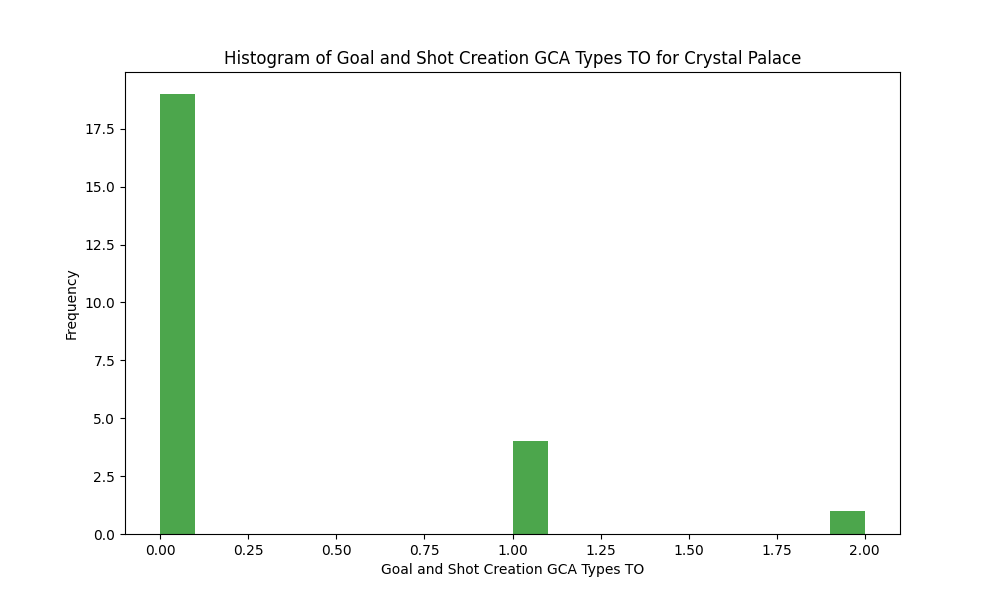 Histogram of Goal and Shot Creation GCA Types TO for Crystal Palace
Frequency
17.5
15.0
12.5
10.0
7.5
5.0
2.5
0.0
0.00 0.25 0.50 0.75 1.00 1.25 1.50 1.75 2.00
Goal and Shot Creation GCA Types TO